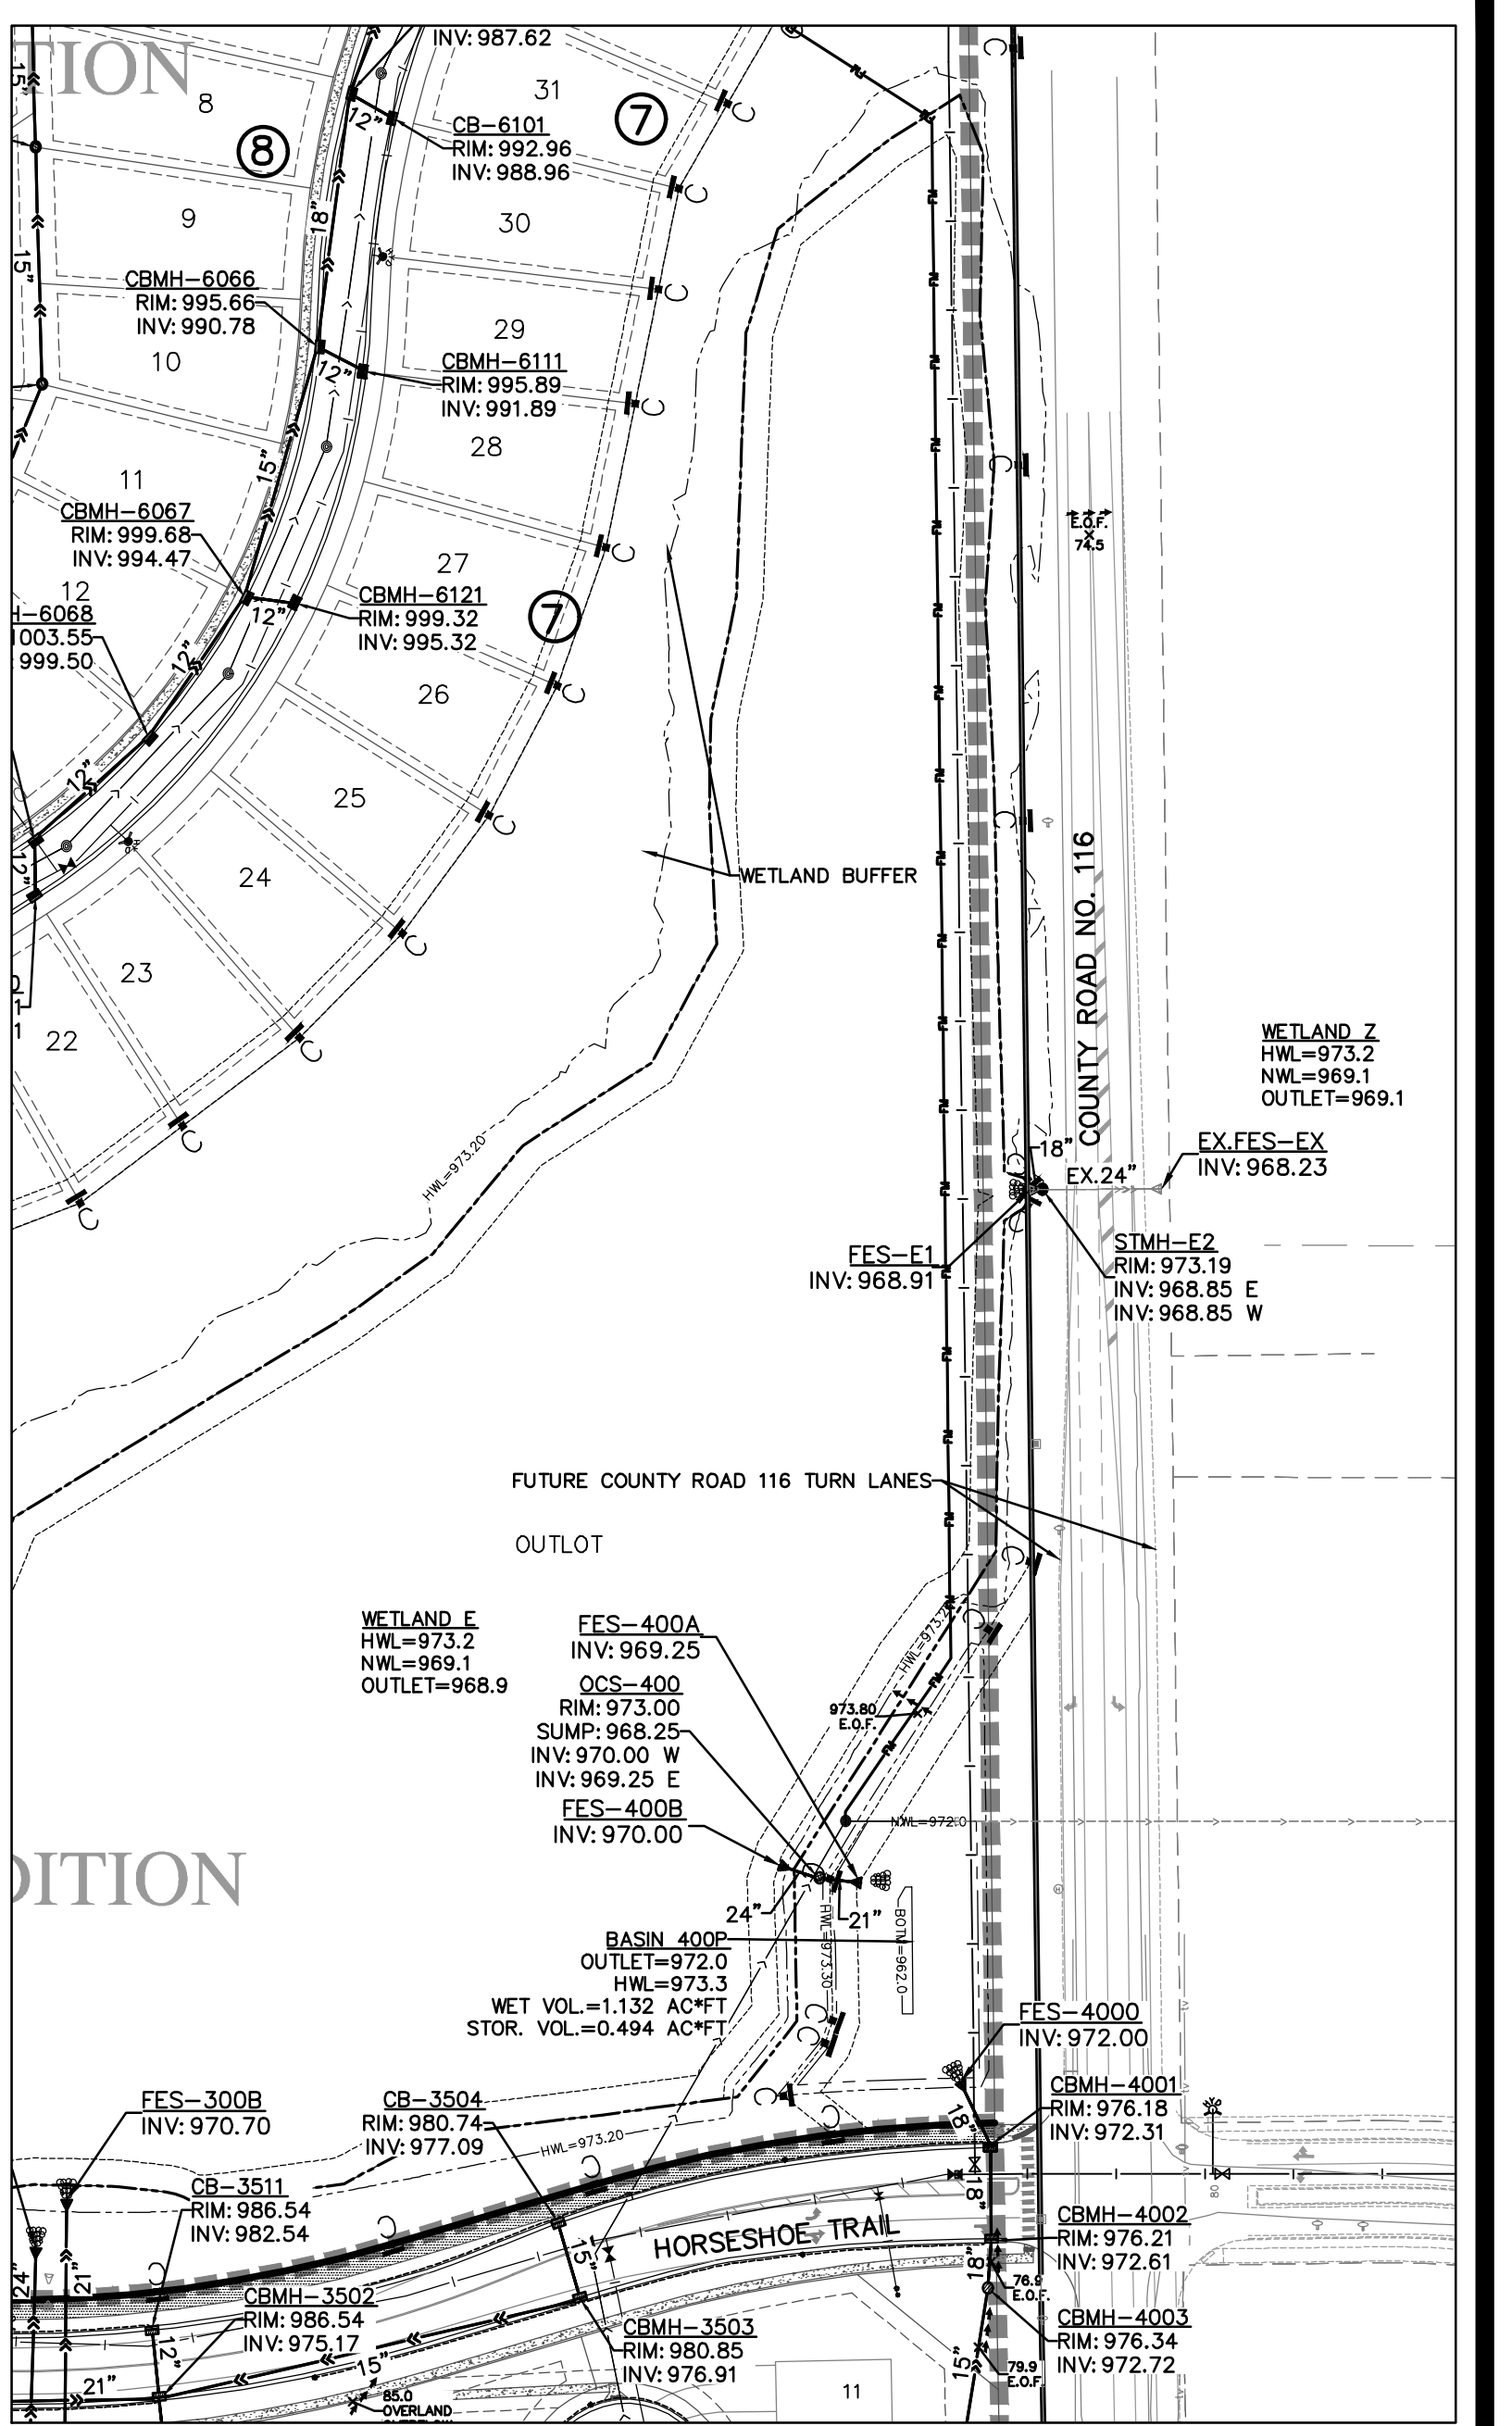 TION
15"
8
8
12"
INV: 987.62
31
7
C
CB-6101
RIM: 992.96
INV: 988.96
9
18"
30
15"
CBMH-6066
RIM: 995.66
INV: 990.78
10
12"
29
CBMH-6111
RIM: 995.89
INV: 991.89
28
11
15"
CBMH-6067
RIM: 999.68
INV: 994.47
12
H-6068
1003.55
999.50
12"
12"
27
CBMH-6121
RIM: 999.32
INV: 995.32
7
26
12"
25
24
12"
23
22
1
E.O.F.
74.5
WETLAND BUFFER
COUNTY ROAD NO. 116
WETLAND Z
HWL=973.2
NWL=969.1
OUTLET=969.1
HWL=973.20
18"
EX.24"
EX.FES-EX
INV: 968.23
FES-E1
INV: 968.91
STMH-E2
RIM: 973.19
INV: 968.85 E
INV: 968.85 W
FM
FUTURE COUNTY ROAD 116 TURN LANES
OUTLOT
WETLAND E
HWL=973.2
NWL=969.1
OUTLET=968.9
FES-400A
INV: 969.25
OCS-400
RIM: 973.00
SUMP: 968.25
INV: 970.00 W
INV: 969.25 E
FES-400B
INV: 970.00
HWL=973.2
973.80
E.O.F.
NWL=972.0
DITION
24"
21"
HWL=973.30
BOTM=962.0
BASIN 400P
OUTLET=972.0
HWL=973.3
WET VOL.=1.132 AC*FT
STOR. VOL.=0.494 AC*FT
FES-4000
INV: 972.00
FES-300B
INV: 970.70
CB-3504
RIM: 980.74
INV: 977.09
HWL=973.20
18"
CBMH-4001
RIM: 976.18
INV: 972.31
CB-3511
RIM: 986.54
INV: 982.54
18"
80
HORSESHOE TRAIL
15"
CBMH-4002
RIM: 976.21
INV: 972.61
18"
76.9
E.O.F.
24"
21"
CBMH-3502
RIM: 986.54
INV: 975.17
12"
CBMH-3503
RIM: 980.85
INV: 976.91
CBMH-4003
RIM: 976.34
INV: 972.72
15"
15"
79.9
E.O.F.
21"
85.0
OVERLAND
11